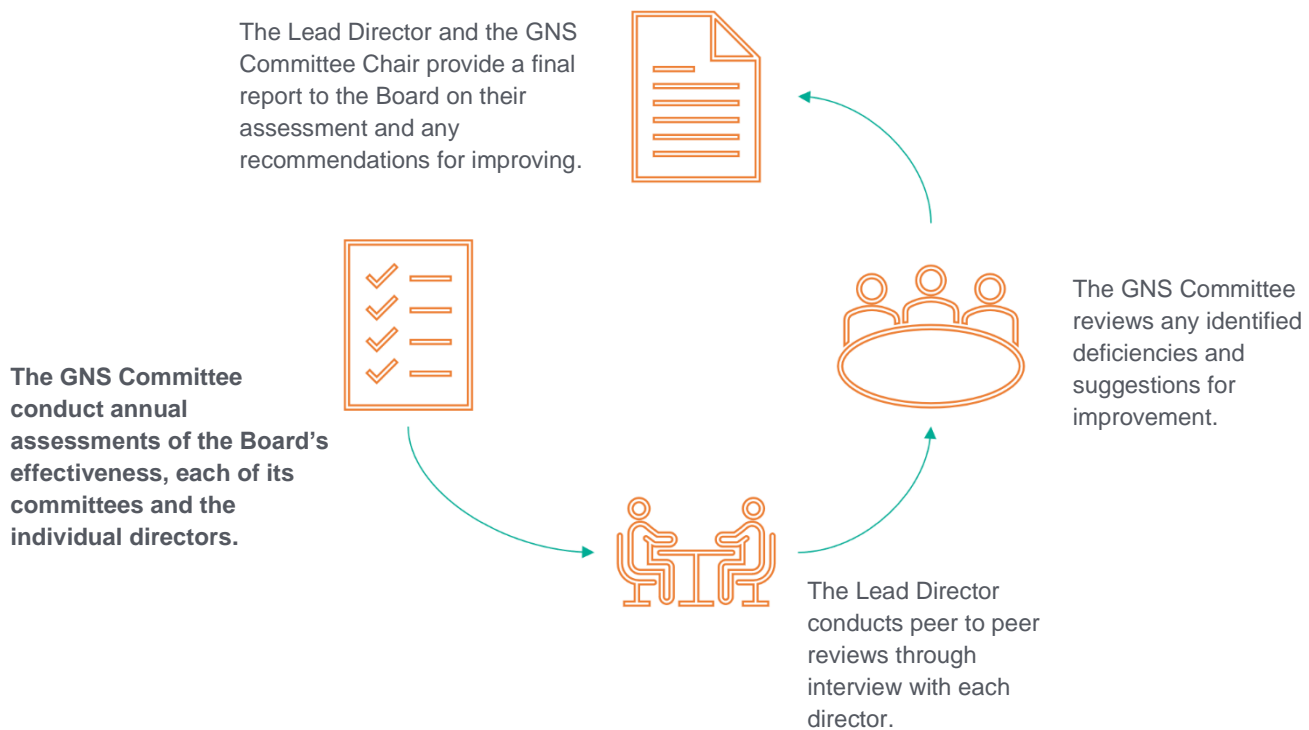 The Lead Director and the GNS
Committee Chair provide a final
report to the Board on their
assessment and any
recommendations for improving.
The GNS Committee
conduct annual
assessments of the Board’s
effectiveness, each of its
committees and the
individual directors.
The GNS Committee
reviews any identified
deficiencies and
suggestions for
improvement.
The Lead Director
conducts peer to peer
reviews through
interview with each
director.